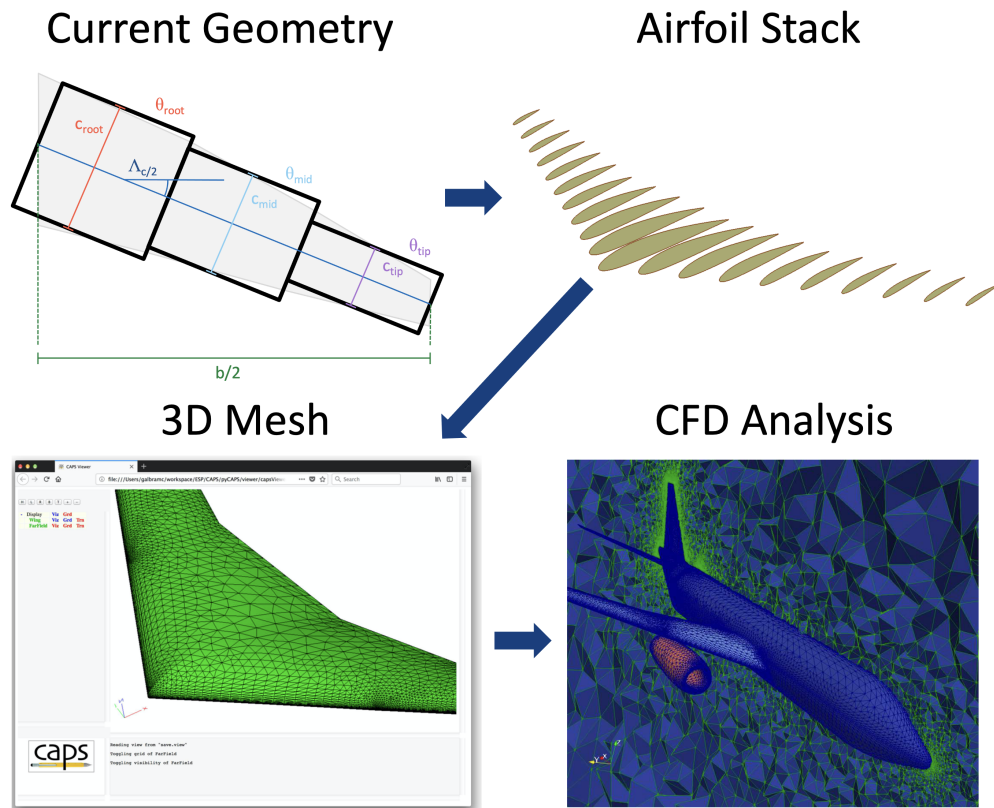 Current Geometry
Airfoil Stack
θroot
croot
Λc/2
θmid
cmid
θtip
ctip
b/2
3D Mesh
CFD Analysis
CAPS Viewer
file:///Users/galbramc/workspace/ESP/CAPS/pyCAPS/viewer/capsViewer
Search
Display Viz Grd
Wing Viz Grd Trn
FarField Viz Grd Trn
caps
Reading view from "save.view"
Toggling grid of FarField
Toggling visibility of FarField